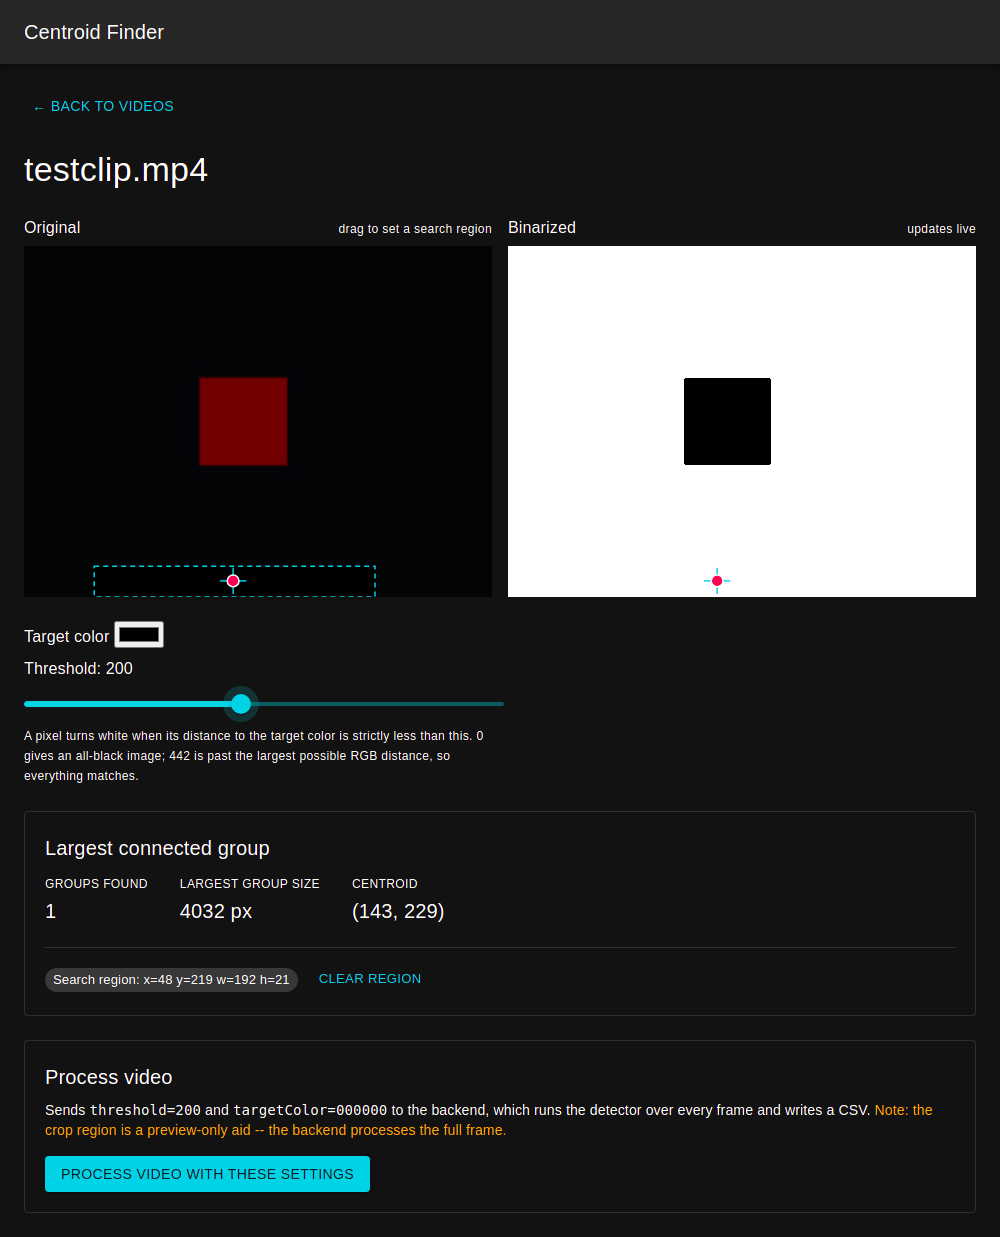 Centroid Finder
← BACK TO VIDEOS
testclip.mp4
Original
drag to set a search region
Binarized
updates live
Target color
Threshold: 200
A pixel turns white when its distance to the target color is strictly less than this. 0
gives an all-black image; 442 is past the largest possible RGB distance, so
everything matches.
Largest connected group
GROUPS FOUND
1
LARGEST GROUP SIZE
4032 px
CENTROID
(143, 229)
Search region: x=48 y=219 w=192 h=21
CLEAR REGION
Process video
Sends threshold=200 and targetColor=000000 to the backend, which runs the detector over every frame and writes a CSV. Note: the
crop region is a preview-only aid -- the backend processes the full frame.
PROCESS VIDEO WITH THESE SETTINGS